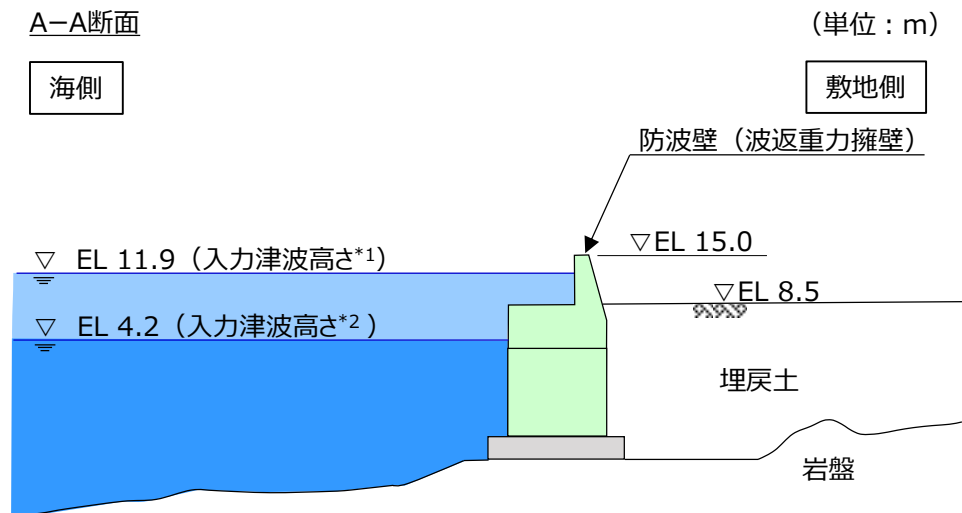 A−A断面
（単位：m）
海側
敷地側
防波壁（波返重力擁壁）
▽ EL 11.9（入力津波高さ*1）
▽EL 15.0
▽EL 8.5
▽ EL 4.2（入力津波高さ*2）
埋戻土
岩盤